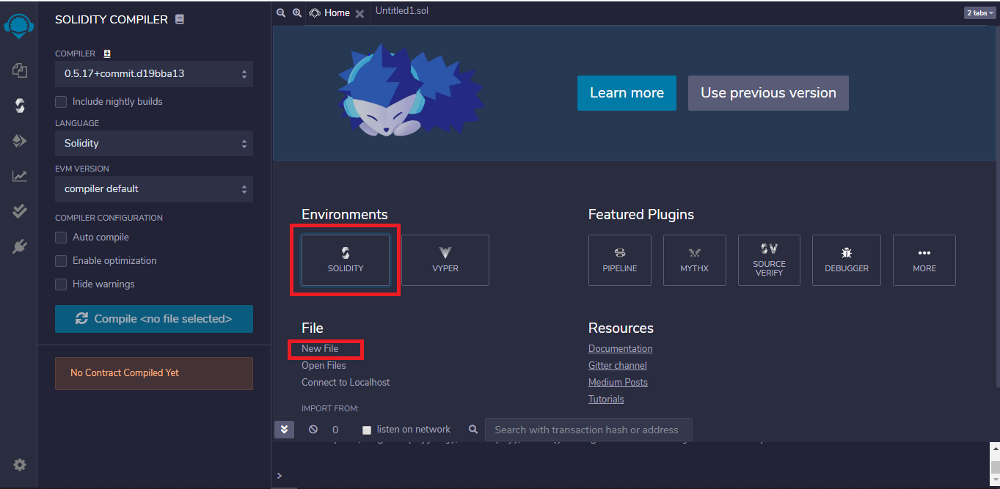 SOLIDITY COMPILER
COMPILER
0.5.17+commit.d19bba13
Include nightly builds
LANGUAGE
Solidity
EVM VERSION
compiler default
COMPILER CONFIGURATION
Auto compile
Enable optimization
Hide warnings
Compile <no file selected>
No Contract Compiled Yet
Home
Untitled1.sol
2 tabs
Learn more
Use previous version
Environments
SOLIDITY
VYPER
Featured Plugins
PIPELINE
MYTHX
SOURCE
VERIFY
DEBUGGER
MORE
File
New File
Open Files
Connect to Localhost
IMPORT FROM:
Resources
Documentation
Gitter channel
Medium Posts
Tutorials
0
listen on network
Search with transaction hash or address
>